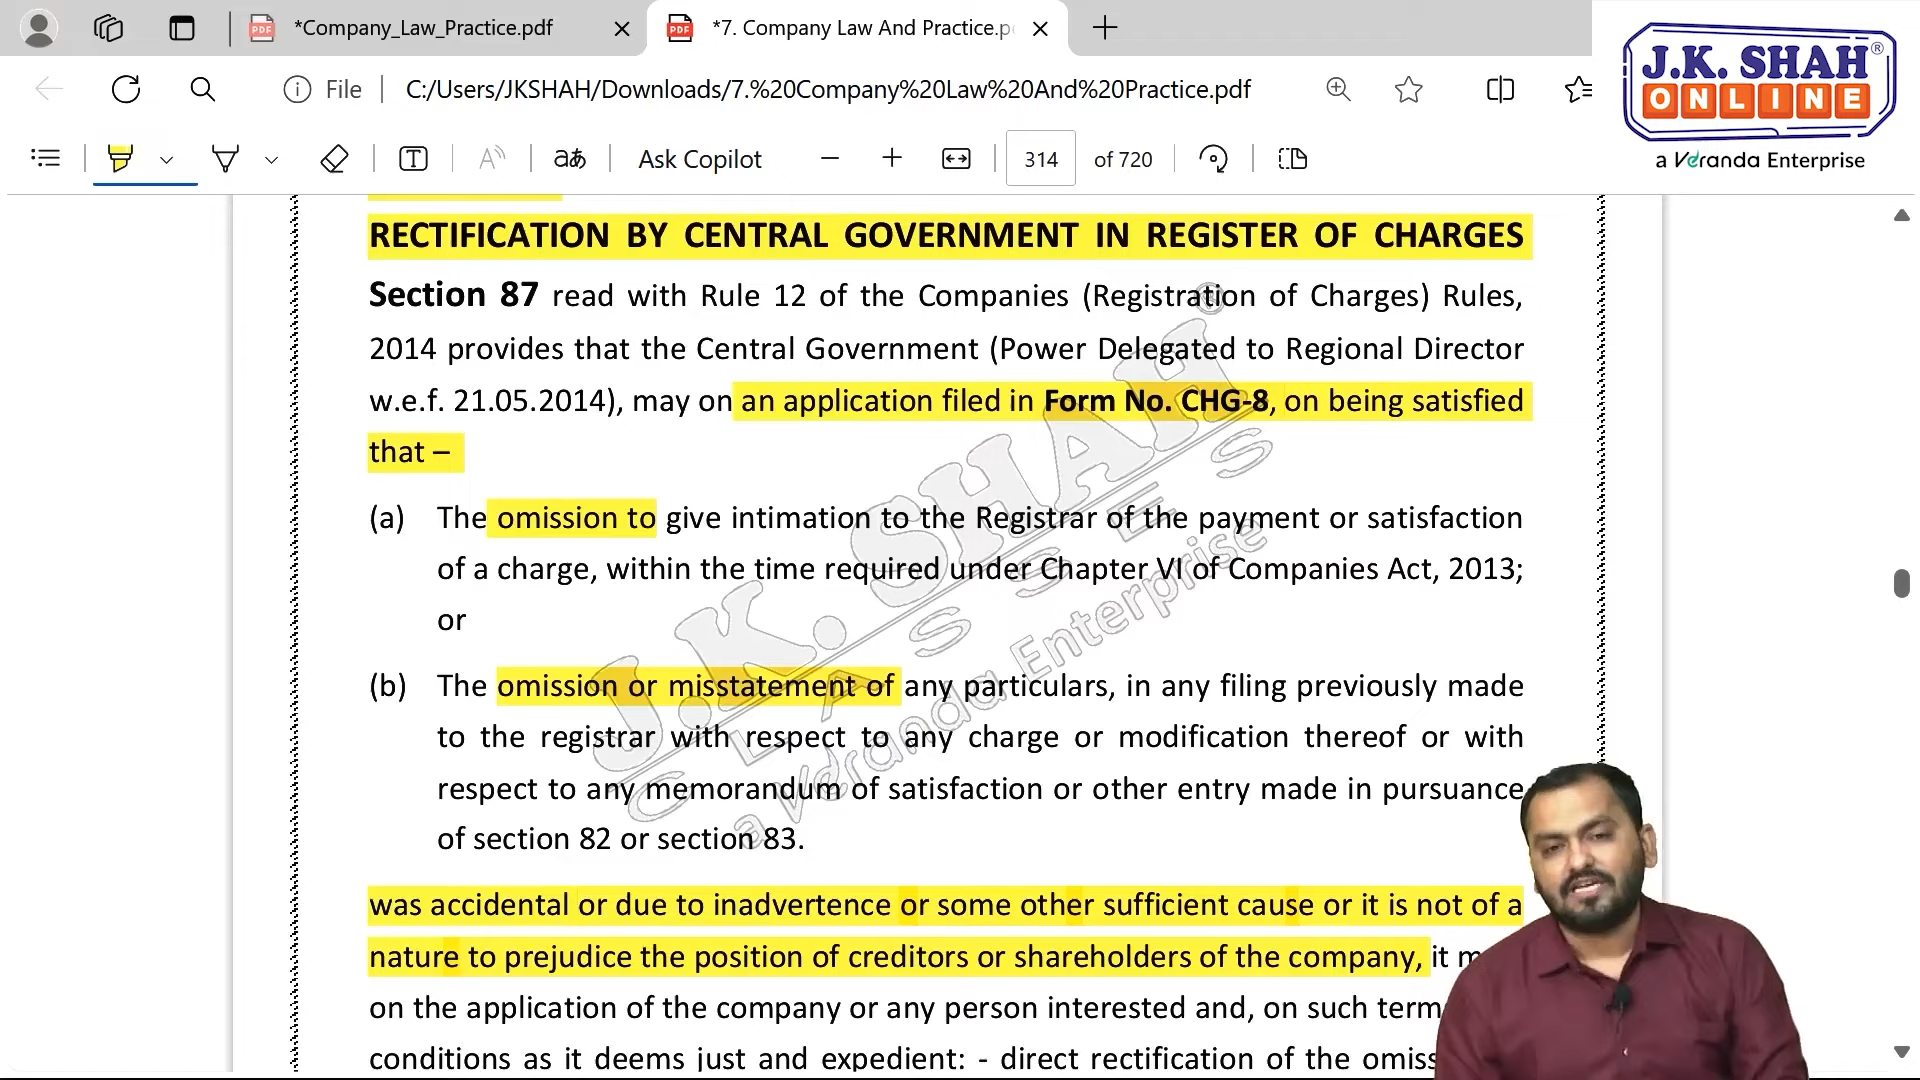 *Company_Law_Practice.pdf
*7. Company Law And Practice.p
J.K. SHAH®
ONLINE
a Veranda Enterprise
File
C:/Users/JKSHAH/Downloads/7.%20Company%20Law%20And%20Practice.pdf
Ask Copilot
314
of 720
RECTIFICATION BY CENTRAL GOVERNMENT IN REGISTER OF CHARGES
Section 87 read with Rule 12 of the Companies (Registration of Charges) Rules,
2014 provides that the Central Government (Power Delegated to Regional Director
w.e.f. 21.05.2014), may on an application filed in Form No. CHG-8, on being satisfied
that –
(a) The omission to give intimation to the Registrar of the payment or satisfaction
of a charge, within the time required under Chapter VI of Companies Act, 2013;
or
(b) The omission or misstatement of any particulars, in any filing previously made
to the registrar with respect to any charge or modification thereof or with
respect to any memorandum of satisfaction or other entry made in pursuance
of section 82 or section 83.
was accidental or due to inadvertence or some other sufficient cause or it is not of a
nature to prejudice the position of creditors or shareholders of the company, it
on the application of the company or any person interested and, on such term
conditions as it deems just and expedient: - direct rectification of the omiss
J.K. SHAH®
CLASSES
a Veranda Enterprise